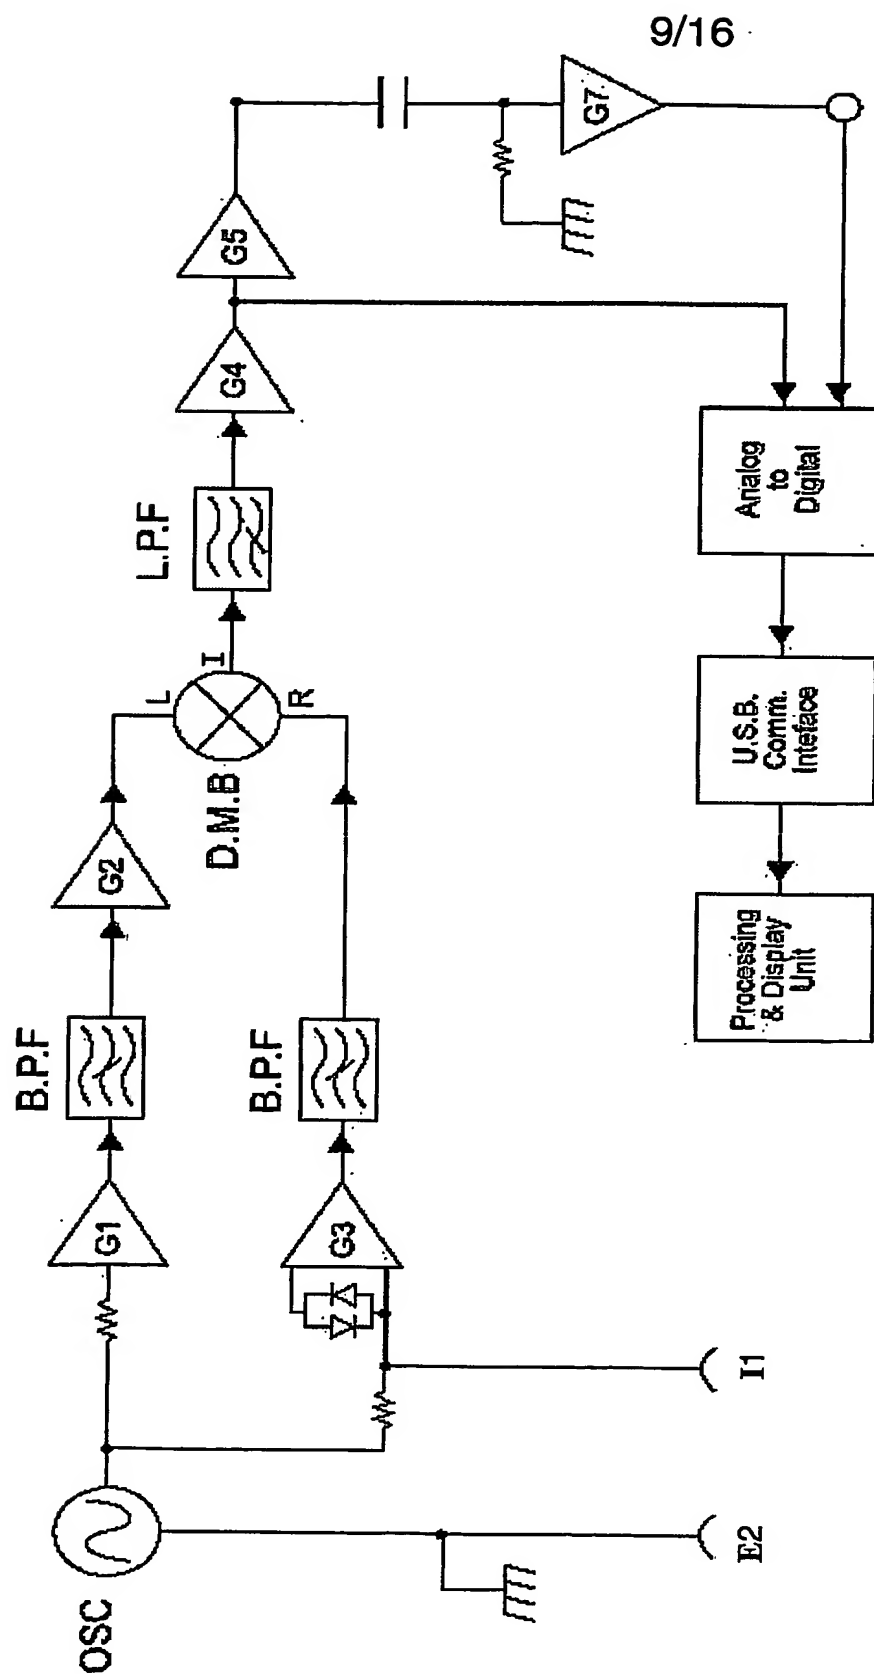 9/16
OSC
G1
B.P.F
G2
L
I
R
D.M.B
L.P.F
G4
G5
G7
G3
B.P.F
E2
I1
Analog
to
Digital
U.S.B.
Comm.
Inteface
Processing
& Display
Unit